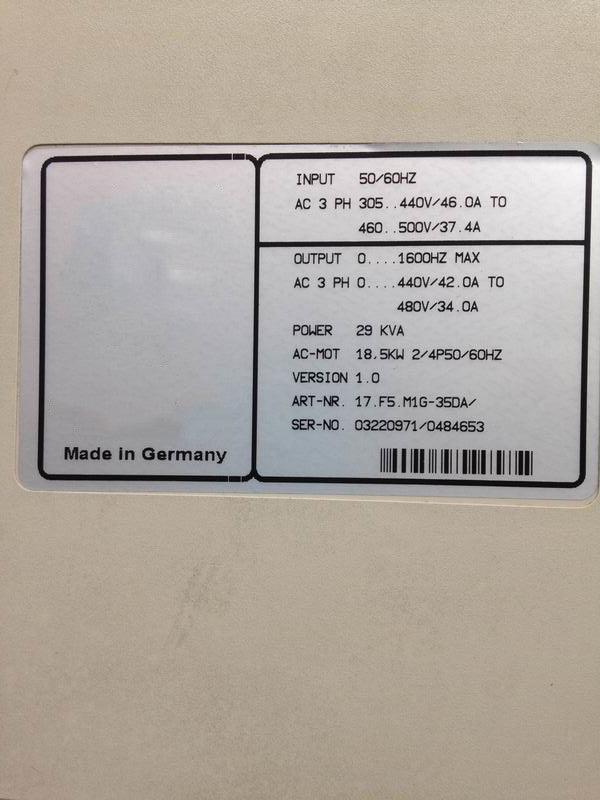 INPUT 50/60HZ
AC 3 PH 305..440V/46.0A TO
460..500V/37.4A
OUTPUT 0....1600HZ MAX
AC 3 PH 0....440V/42.0A TO
480V/34.0A
POWER 29 KVA
AC-MOT 18.5KW 2/4P50/60HZ
VERSION 1.0
ART-NR. 17.F5.M1G-35DA/
SER-NO. 03220971/0484653
Made in Germany